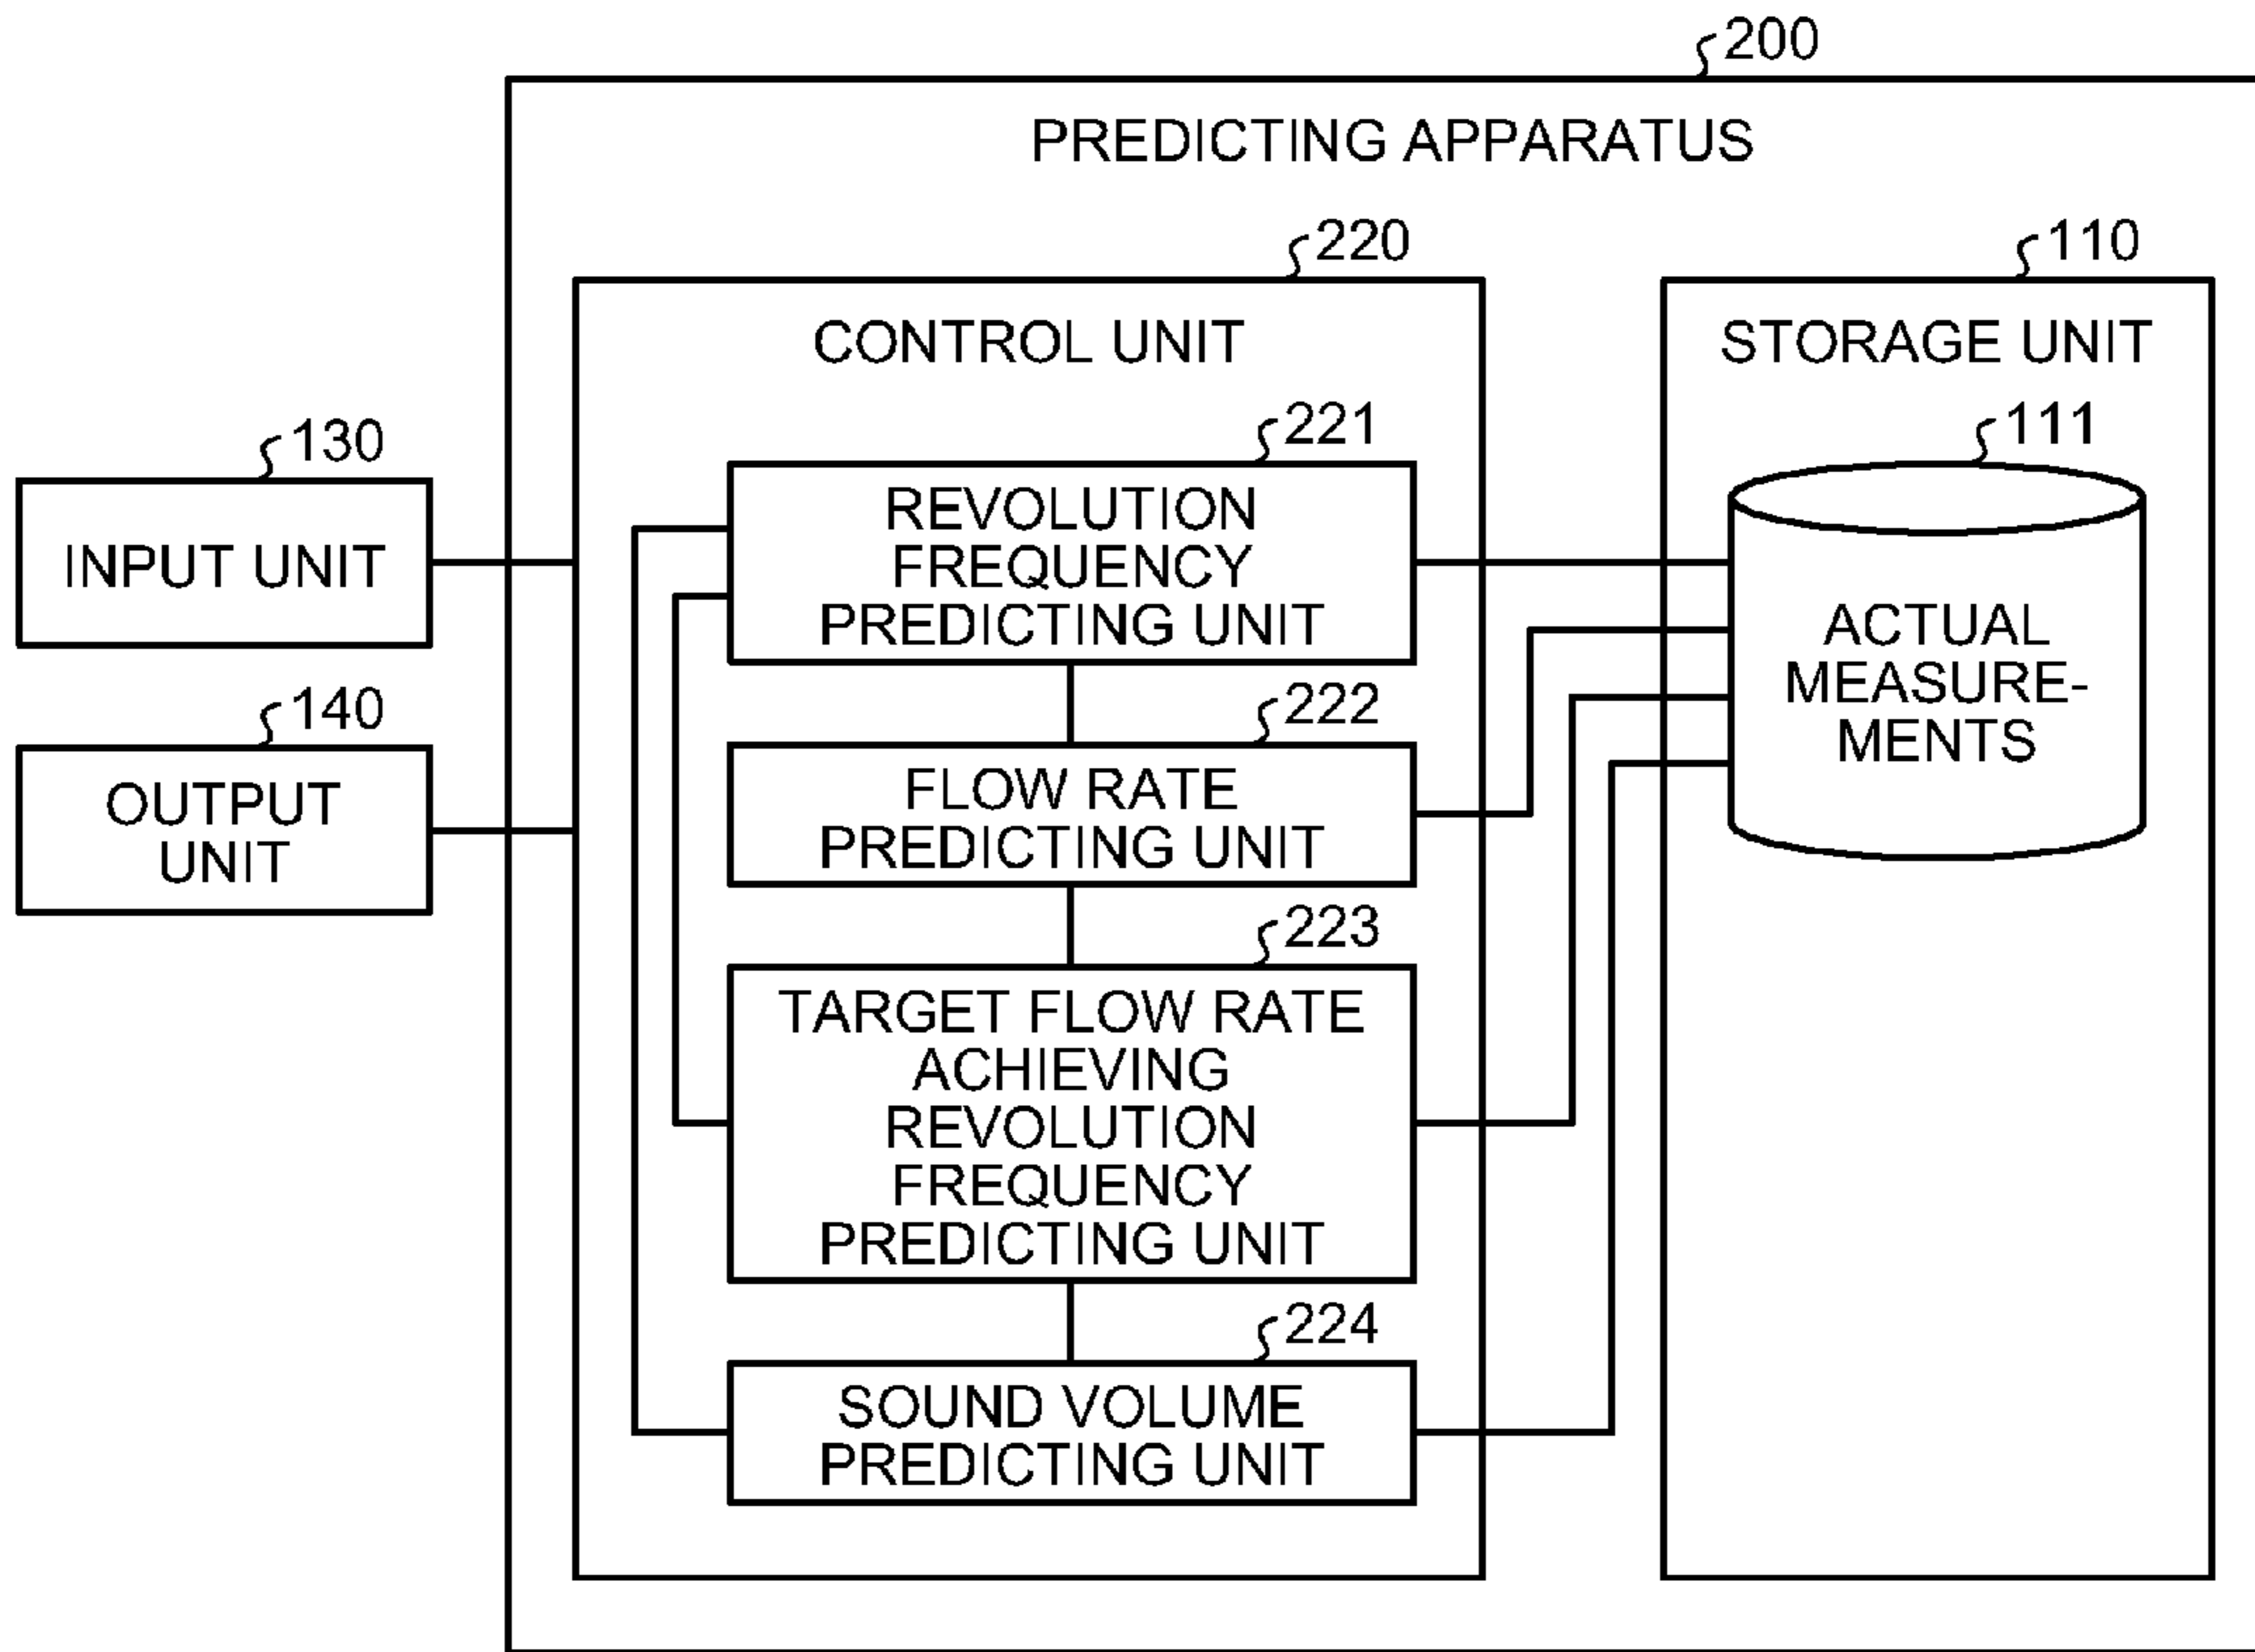 200
PREDICTING APPARATUS
220
110
CONTROL UNIT
STORAGE UNIT
130
221
111
INPUT UNIT
REVOLUTION
FREQUENCY
PREDICTING UNIT
ACTUAL
MEASURE-
MENTS
140
222
OUTPUT
UNIT
FLOW RATE
PREDICTING UNIT
223
TARGET FLOW RATE
ACHIEVING
REVOLUTION
FREQUENCY
PREDICTING UNIT
224
SOUND VOLUME
PREDICTING UNIT